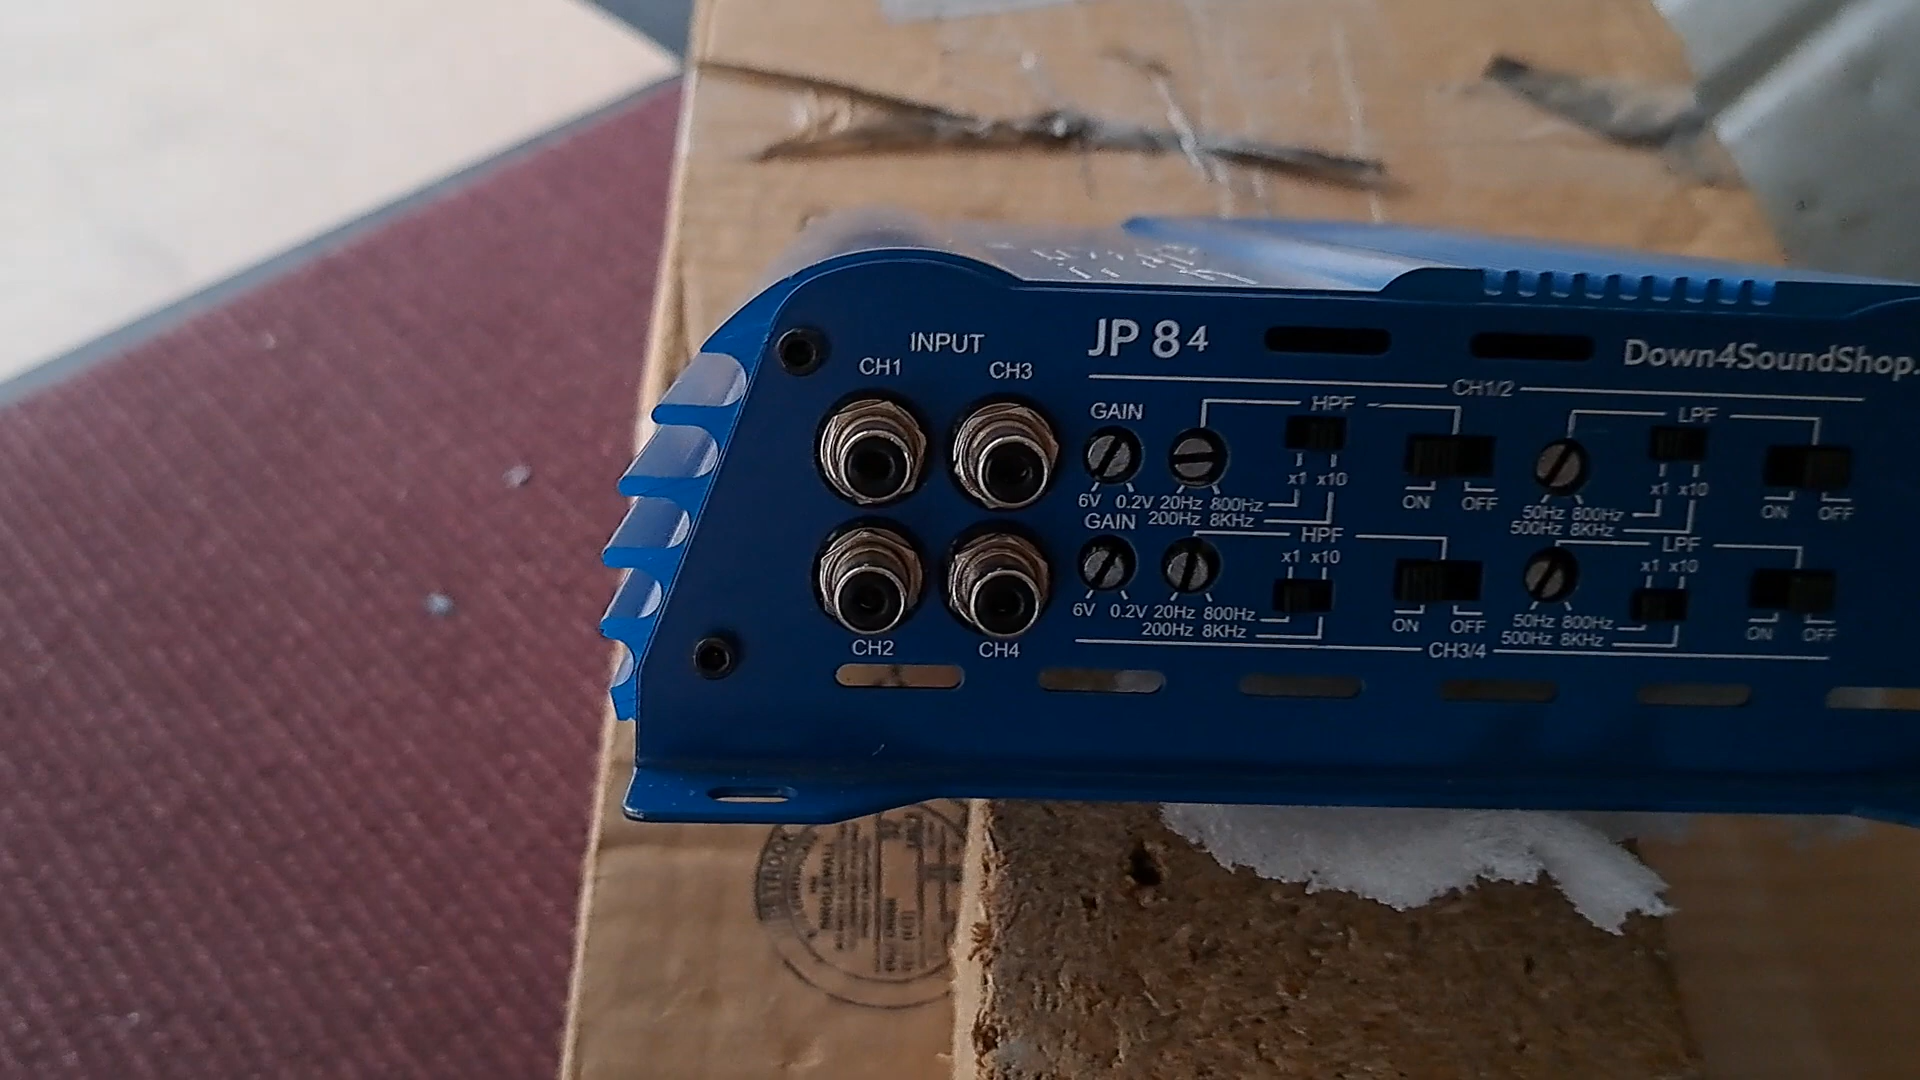 INPUT
CH1 CH3
CH2 CH4
JP 84
Down4SoundShop.
CH1/2
GAIN
6V 0.2V
HPF
x1 x10
20Hz 800Hz
200Hz 8KHz
ON OFF
LPF
x1 x10
50Hz 800Hz
500Hz 8KHz
ON OFF
GAIN
6V 0.2V
HPF
x1 x10
20Hz 800Hz
200Hz 8KHz
ON OFF
LPF
x1 x10
50Hz 800Hz
500Hz 8KHz
ON OFF
CH3/4
SINGLEWALL